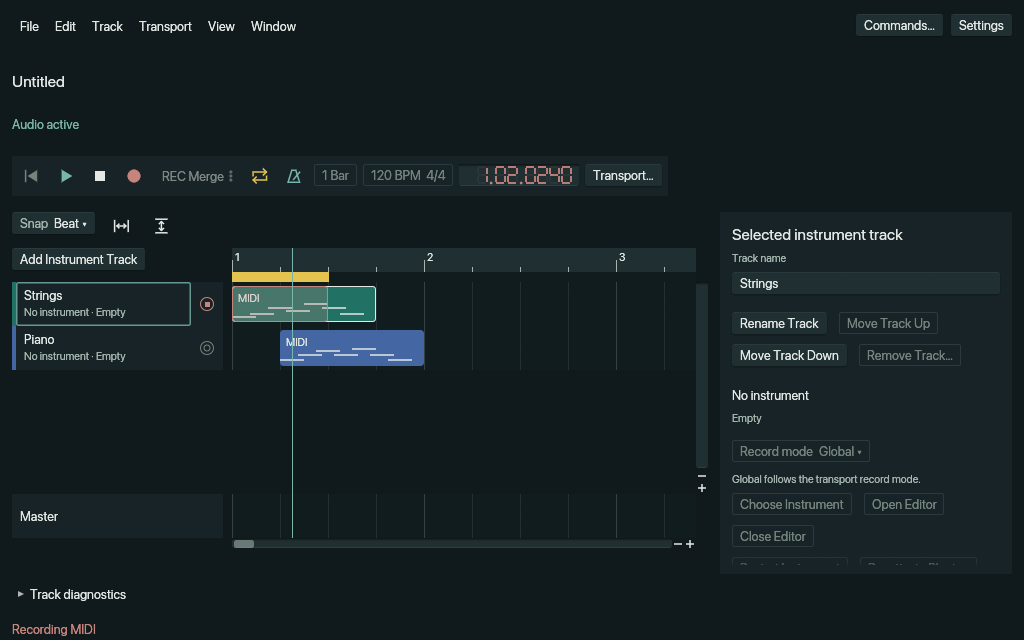 File Edit Track Transport View Window Commands... Settings
Untitled
Audio active
REC Merge 1 Bar 120 BPM 4/4 1.02.0240 Transport...
Snap Beat
Add Instrument Track
1 2 3
Strings
No instrument · Empty
MIDI
Piano
No instrument · Empty
MIDI
Master
Selected instrument track
Track name
Strings
Rename Track Move Track Up
Move Track Down Remove Track...
No instrument
Empty
Record mode Global
Global follows the transport record mode.
Choose Instrument Open Editor
Close Editor
Track diagnostics
Recording MIDI